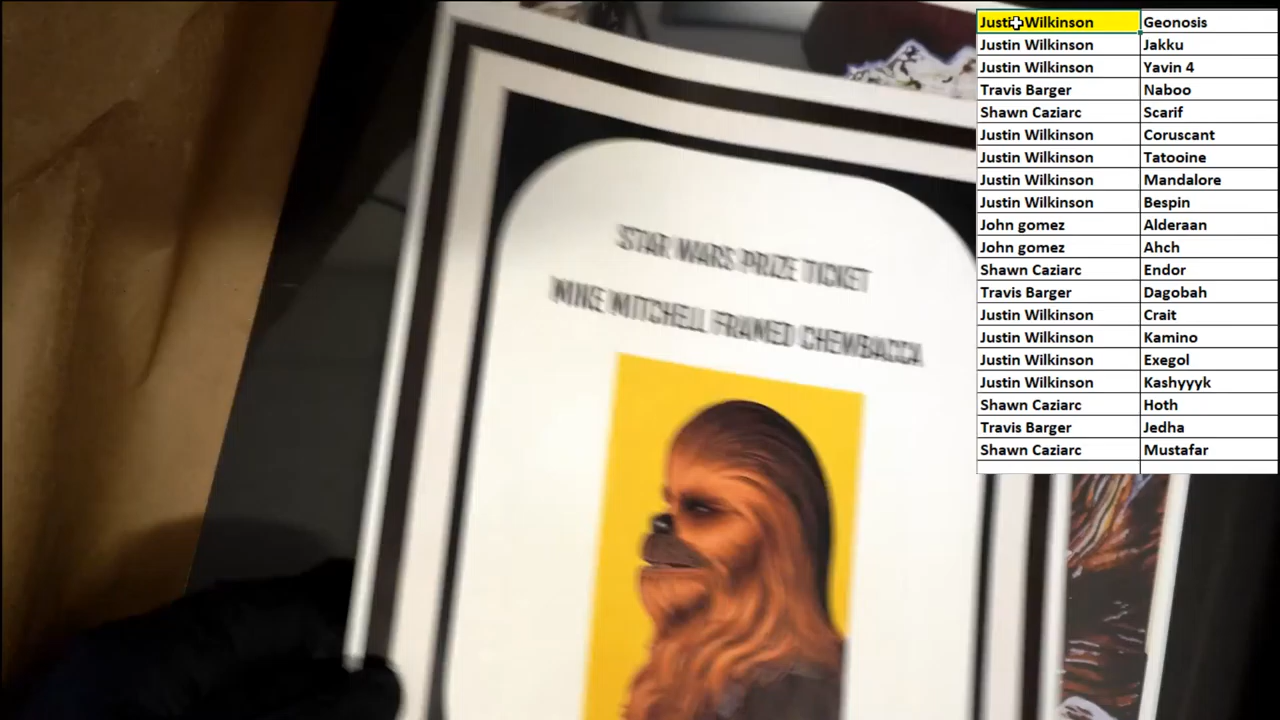 STAR WARS PRIZE TICKET
MIKE MITCHELL FRAMED CHEWBACCA
Justin Wilkinson Geonosis
Justin Wilkinson Jakku
Justin Wilkinson Yavin 4
Travis Barger Naboo
Shawn Caziarc Scarif
Justin Wilkinson Coruscant
Justin Wilkinson Tatooine
Justin Wilkinson Mandalore
Justin Wilkinson Bespin
John gomez Alderaan
John gomez Ahch
Shawn Caziarc Endor
Travis Barger Dagobah
Justin Wilkinson Crait
Justin Wilkinson Kamino
Justin Wilkinson Exegol
Justin Wilkinson Kashyyyk
Shawn Caziarc Hoth
Travis Barger Jedha
Shawn Caziarc Mustafar